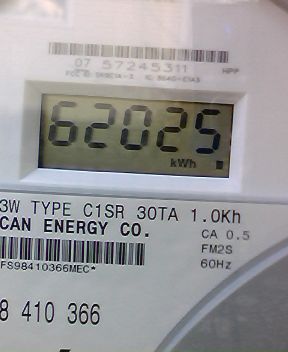 07 57245311 HPP
62025
kWh
3W TYPE C1SR 30TA 1.0Kh
CAN ENERGY CO.
CA 0.5
FM2S
60Hz
FS98410366MEC*
8 410 366